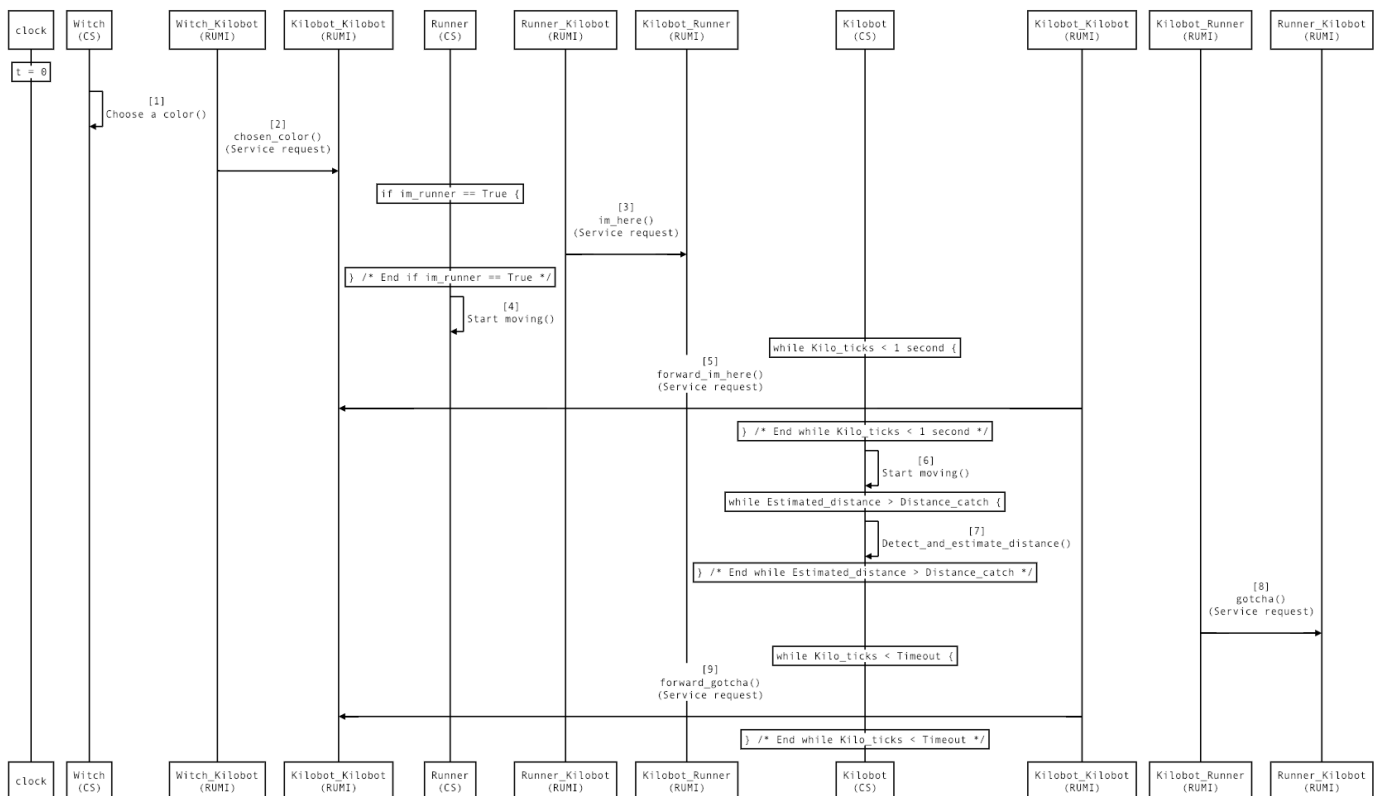 clock
Witch
(CS)
Witch_Kilobot
(RUMI)
Kilobot_Kilobot
(RUMI)
Runner
(CS)
Runner_Kilobot
(RUMI)
Kilobot_Runner
(RUMI)
Kilobot
(CS)
Kilobot_Kilobot
(RUMI)
Kilobot_Runner
(RUMI)
Runner_Kilobot
(RUMI)
t = 0
[1]
Choose a color()
[2]
chosen_color()
(Service request)
if im_runner == True {
[3]
im_here()
(Service request)
} /* End if im_runner == True */
[4]
Start moving()
while Kilo_ticks < 1 second {
[5]
forward_im_here()
(Service request)
} /* End while Kilo_ticks < 1 second */
[6]
Start moving()
while Estimated_distance > Distance_catch {
[7]
Detect_and_estimate_distance()
} /* End while Estimated_distance > Distance_catch */
[8]
gotcha()
(Service request)
while Kilo_ticks < Timeout {
[9]
forward_gotcha()
(Service request)
} /* End while Kilo_ticks < Timeout */
clock
Witch
(CS)
Witch_Kilobot
(RUMI)
Kilobot_Kilobot
(RUMI)
Runner
(CS)
Runner_Kilobot
(RUMI)
Kilobot_Runner
(RUMI)
Kilobot
(CS)
Kilobot_Kilobot
(RUMI)
Kilobot_Runner
(RUMI)
Runner_Kilobot
(RUMI)